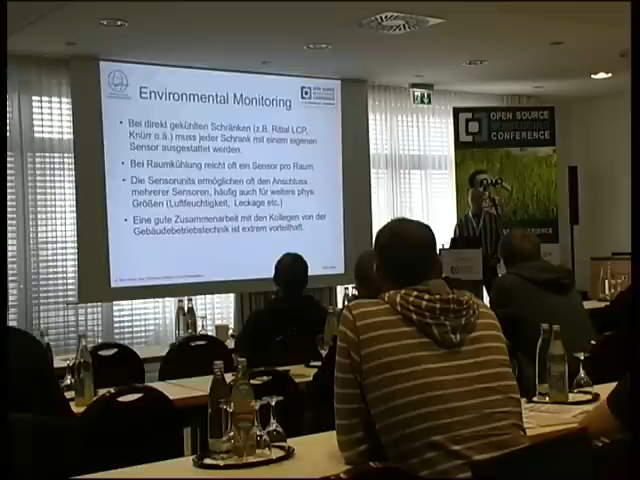 Environmental Monitoring
OPEN SOURCE
CONFERENCE
• Bei direkt gekühlten Schränken (z.B. Rittal LCP,
Knürr o.ä.) muss jeder Schrank mit einem eigenen
Sensor ausgestattet werden.
• Bei Raumkühlung reicht oft ein Sensor pro Raum
• Die Sensorunits ermöglichen oft den Anschluss
mehrerer Sensoren, häufig auch für weitere phys.
Größen (Luftfeuchtigkeit, Leckage etc.)
• Eine gute Zusammenarbeit mit den Kollegen von der
Gebäudebetriebstechnik ist extrem vorteilhaft.
OPEN SOURCE
MONITORING
CONFERENCE